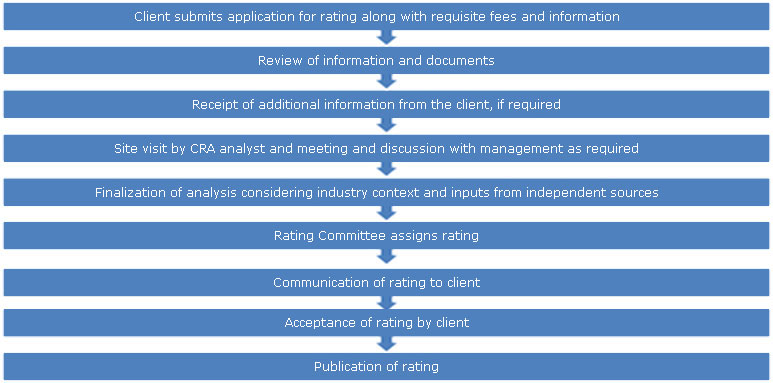 Client submits application for rating along with requisite fees and information
Review of information and documents
Receipt of additional information from the client, if required
Site visit by CRA analyst and meeting and discussion with management as required
Finalization of analysis considering industry context and inputs from independent sources
Rating Committee assigns rating
Communication of rating to client
Acceptance of rating by client
Publication of rating